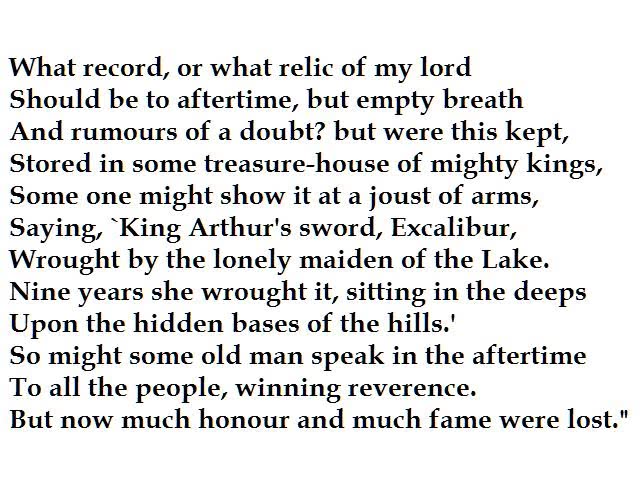 What record, or what relic of my lord
Should be to aftertime, but empty breath
And rumours of a doubt? but were this kept,
Stored in some treasure-house of mighty kings,
Some one might show it at a joust of arms,
Saying, `King Arthur's sword, Excalibur,
Wrought by the lonely maiden of the Lake.
Nine years she wrought it, sitting in the deeps
Upon the hidden bases of the hills.'
So might some old man speak in the aftertime
To all the people, winning reverence.
But now much honour and much fame were lost."